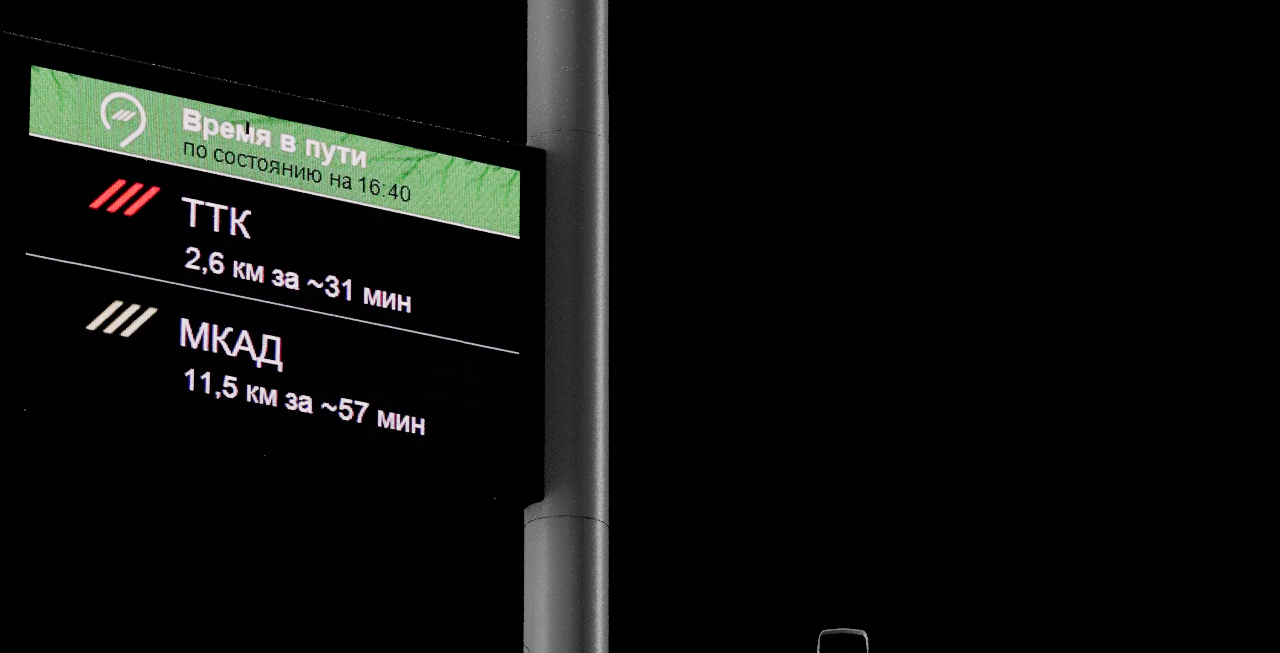 Время в пути
по состоянию на 16:40
ТТК
2,6 км за ~31 мин
МКАД
11,5 км за ~57 мин